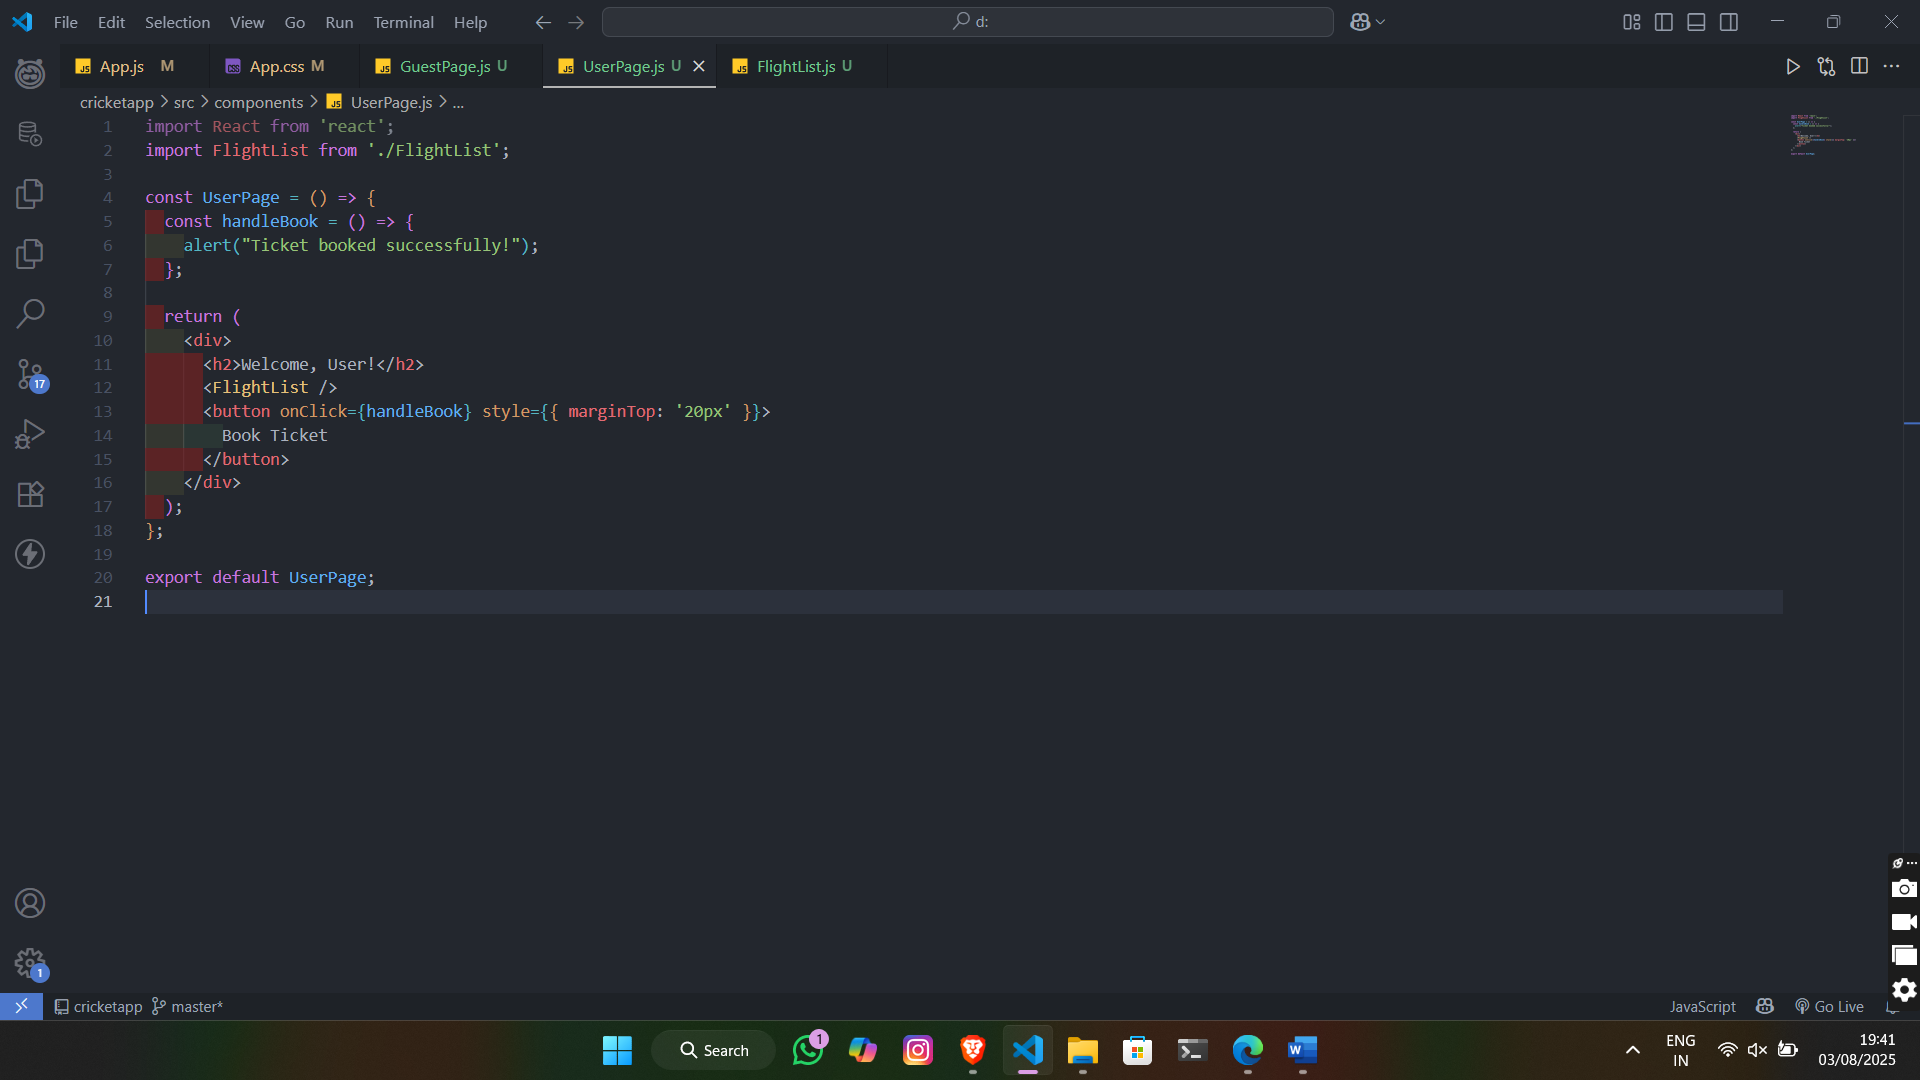 File Edit Selection View Go Run Terminal Help
d:
App.js M
App.css M
GuestPage.js U
UserPage.js U
FlightList.js U
cricketapp > src > components > UserPage.js > ...
1 import React from 'react';
2 import FlightList from './FlightList';
3
4 const UserPage = () => {
5 const handleBook = () => {
6 alert("Ticket booked successfully!");
7 };
8
9 return (
10 <div>
11 <h2>Welcome, User!</h2>
12 <FlightList />
13 <button onClick={handleBook} style={{ marginTop: '20px' }}>
14 Book Ticket
15 </button>
16 </div>
17 );
18 };
19
20 export default UserPage;
21
17
1
cricketapp master*
JavaScript Go Live
Search
1
ENG
IN
19:41
03/08/2025